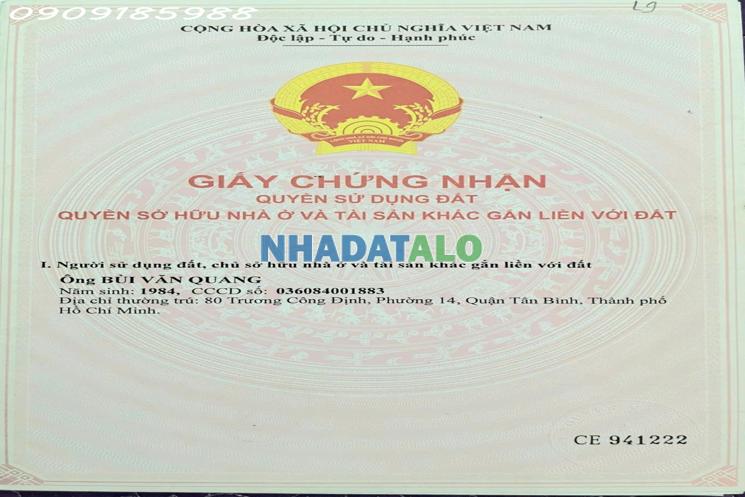 0909185988
Lg
CỘNG HÒA XÃ HỘI CHỦ NGHĨA VIỆT NAM
Độc lập - Tự do - Hạnh phúc
VIỆT NAM
GIẤY CHỨNG NHẬN
QUYỀN SỬ DỤNG ĐẤT
QUYỀN SỞ HỮU NHÀ Ở VÀ TÀI SẢN KHÁC GẮN LIỀN VỚI ĐẤT
NHADATALO
I. Người sử dụng đất, chủ sở hữu nhà ở và tài sản khác gắn liền với đất
Ông BÙI VĂN QUANG
Năm sinh: 1984, CCCD số: 036084001883
Địa chỉ thường trú: 80 Trương Công Định, Phường 14, Quận Tân Bình, Thành phố
Hồ Chí Minh.
CE 941222